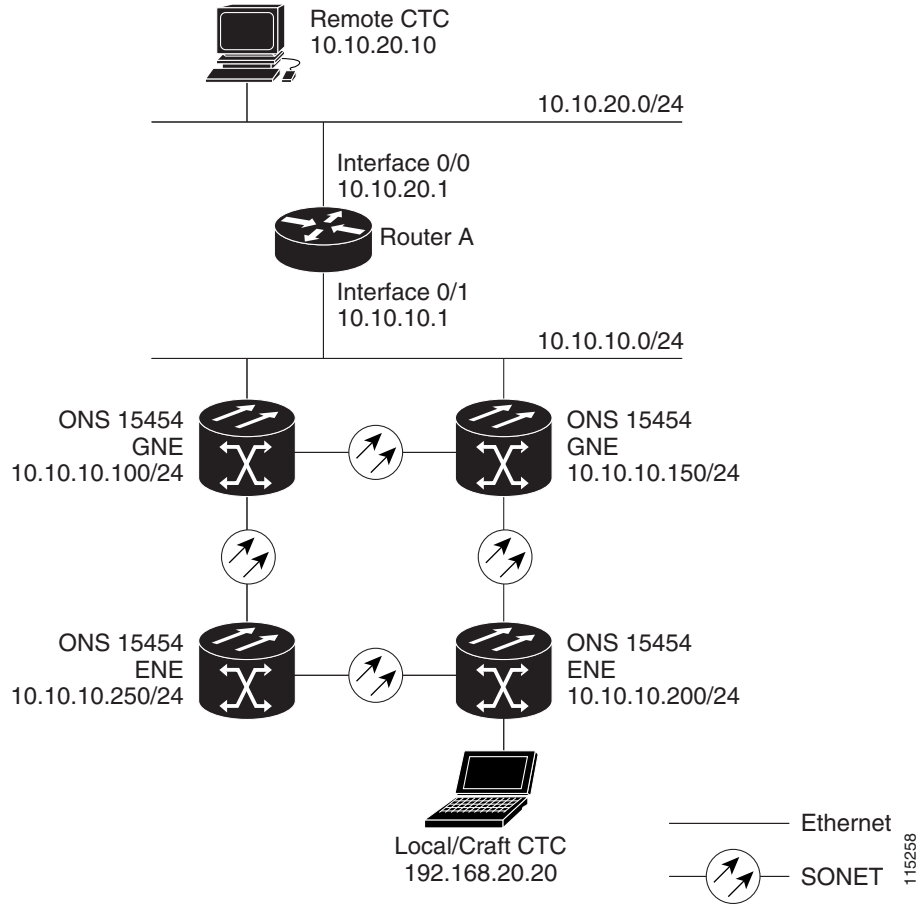 Remote CTC
10.10.20.10
10.10.20.0/24
Interface 0/0
10.10.20.1
Router A
Interface 0/1
10.10.10.1
10.10.10.0/24
ONS 15454
GNE
10.10.10.100/24
ONS 15454
GNE
10.10.10.150/24
ONS 15454
ENE
10.10.10.250/24
ONS 15454
ENE
10.10.10.200/24
Local/Craft CTC
192.168.20.20
Ethernet
SONET
115258